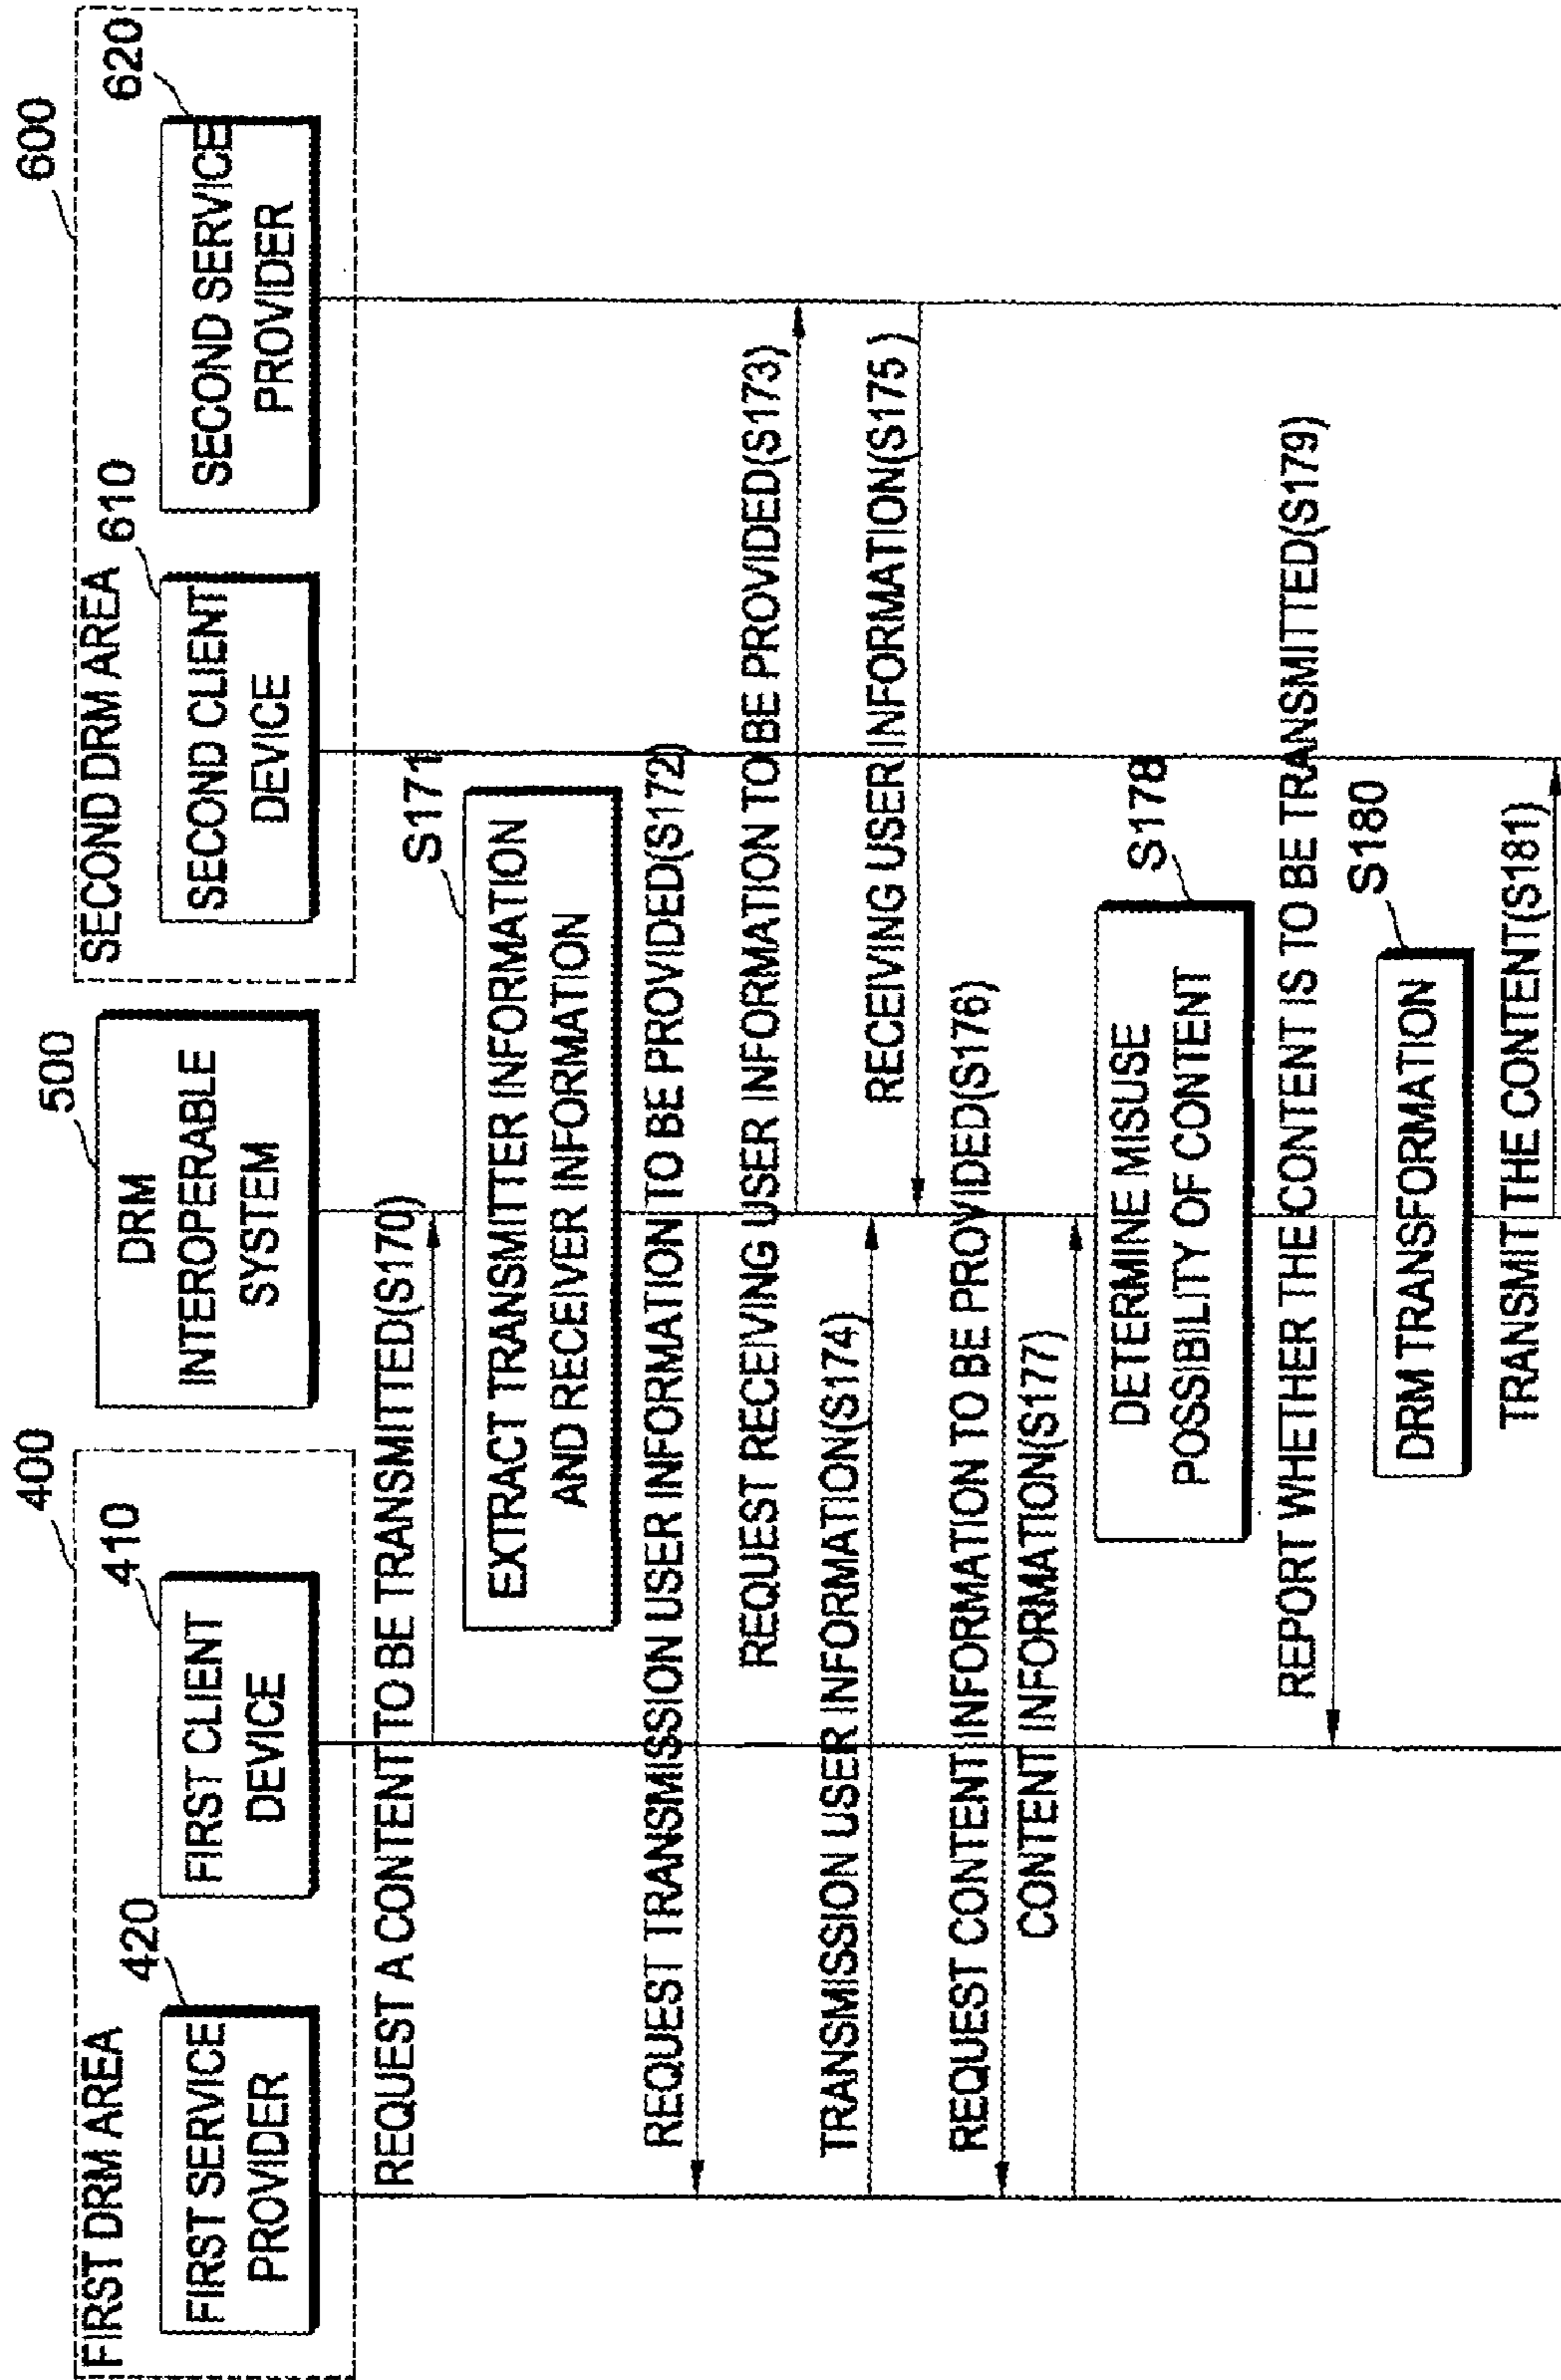 400
600
FIRST DRM AREA
420
410
500
SECOND DRM AREA
610
620
FIRST SERVICE
PROVIDER
FIRST CLIENT
DEVICE
DRM
INTEROPERABLE
SYSTEM
SECOND CLIENT
DEVICE
SECOND SERVICE
PROVIDER
REQUEST A CONTENT TO BE TRANSMITTED(S170)
S171
EXTRACT TRANSMITTER INFORMATION
AND RECEIVER INFORMATION
REQUEST TRANSMISSION USER INFORMATION TO BE PROVIDED(S172)
REQUEST RECEIVING USER INFORMATION TO BE PROVIDED(S173)
TRANSMISSION USER INFORMATION(S174)
RECEIVING USER INFORMATION(S175)
REQUEST CONTENT INFORMATION TO BE PROVIDED(S176)
CONTENT INFORMATION(S177)
S178
DETERMINE MISUSE
POSSIBILITY OF CONTENT
REPORT WHETHER THE CONTENT IS TO BE TRANSMITTED(S179)
S180
DRM TRANSFORMATION
TRANSMIT THE CONTENT(S181)